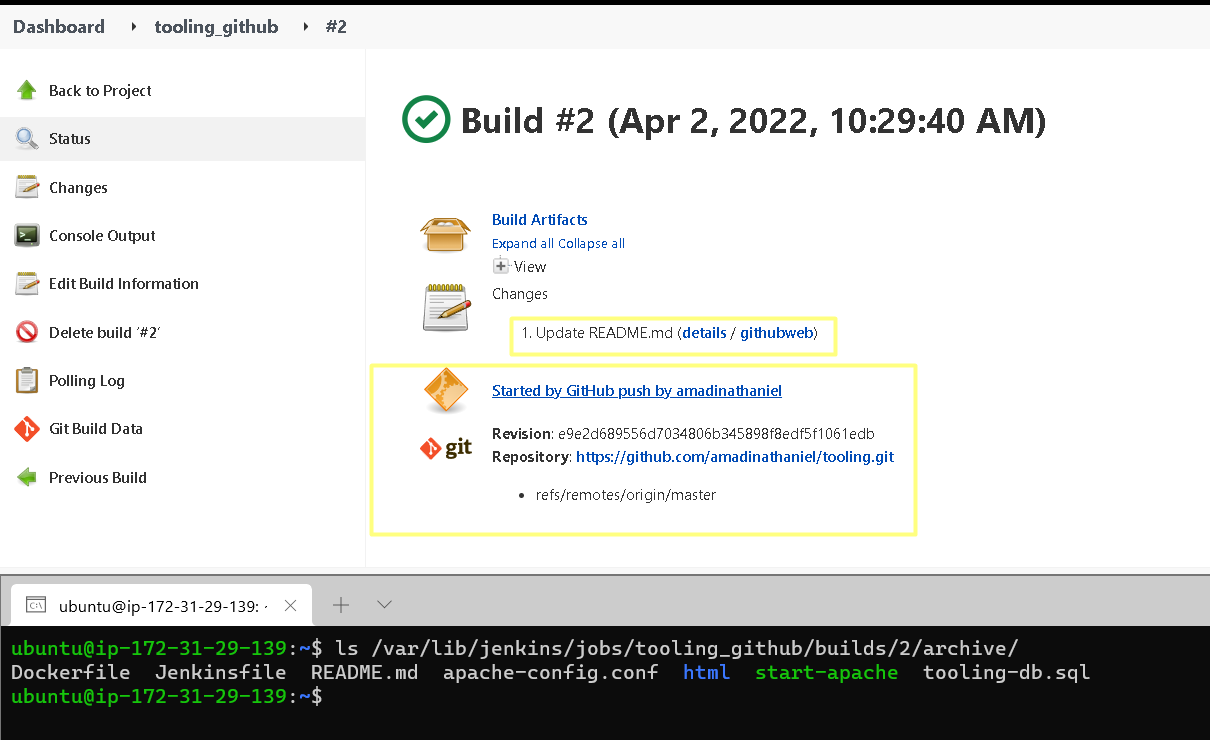 Dashboard
tooling_github
#2
Back to Project
Status
Changes
Console Output
Edit Build Information
Delete build ‘#2’
Polling Log
Git Build Data
Previous Build
Build #2 (Apr 2, 2022, 10:29:40 AM)
Build Artifacts
Expand all Collapse all
View
Changes
1. Update README.md (details / githubweb)
Started by GitHub push by amadinathaniel
git
Revision: e9e2d689556d7034806b345898f8edf5f1061edb
Repository: https://github.com/amadinathaniel/tooling.git
refs/remotes/origin/master
ubuntu@ip-172-31-29-139: ~
ubuntu@ip-172-31-29-139:~$ ls /var/lib/jenkins/jobs/tooling_github/builds/2/archive/
Dockerfile Jenkinsfile README.md apache-config.conf html start-apache tooling-db.sql
ubuntu@ip-172-31-29-139:~$